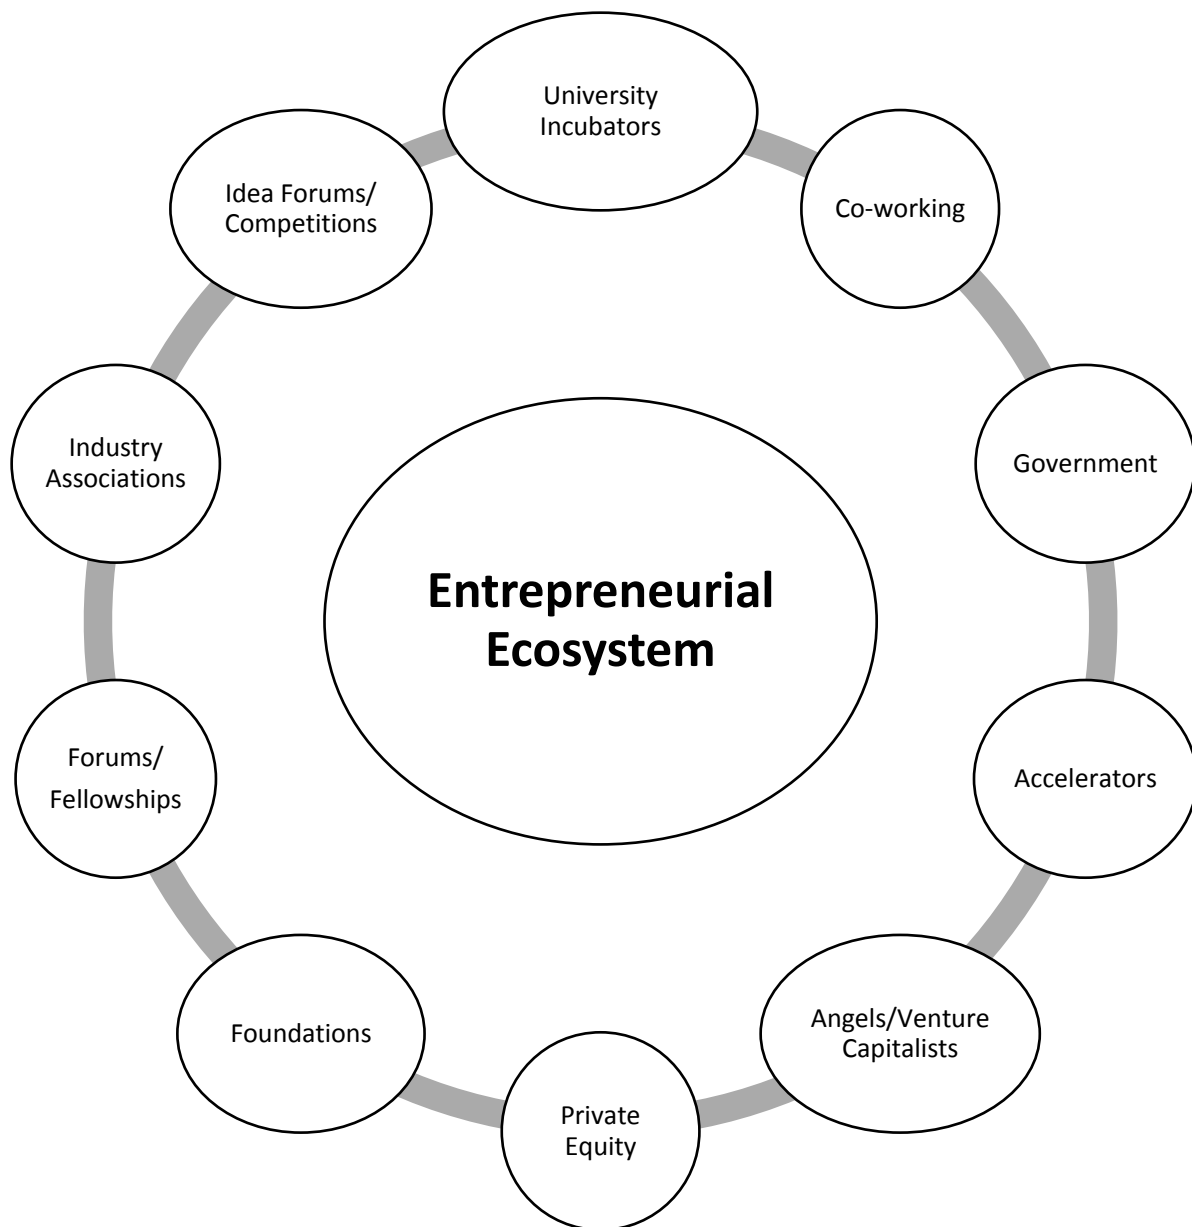 University
Incubators
Co-working
Government
Accelerators
Angels/Venture
Capitalists
Private
Equity
Foundations
Forums/
Fellowships
Industry
Associations
Idea Forums/
Competitions
Entrepreneurial
Ecosystem